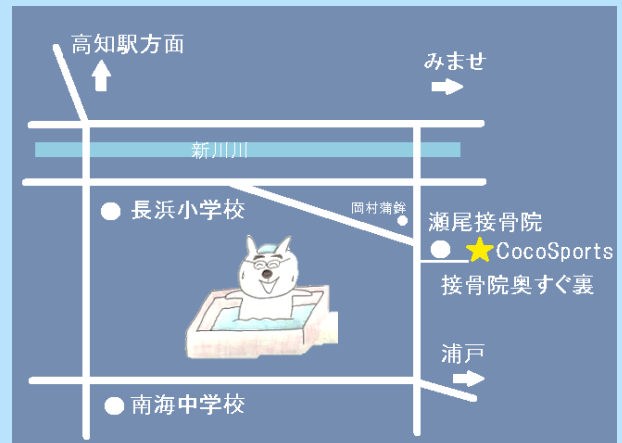 高知駅方面
みませ
新川川
長浜小学校
岡村蒲鉾
瀬尾接骨院
CocoSports
接骨院奥すぐ裏
浦戸
南海中学校